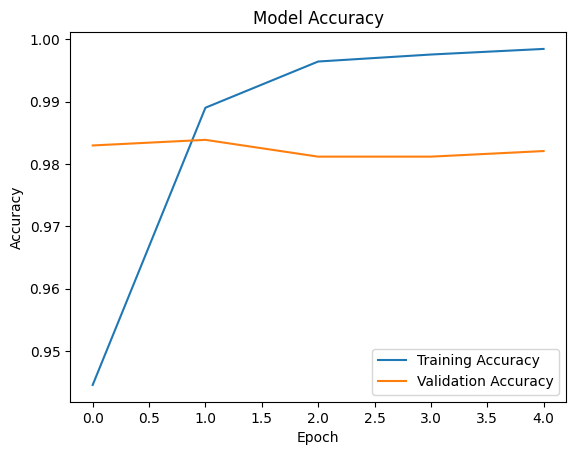 Model Accuracy
1.00
0.99
0.98
0.97
0.96
0.95
Accuracy
Training Accuracy
Validation Accuracy
0.0 0.5 1.0 1.5 2.0 2.5 3.0 3.5 4.0
Epoch